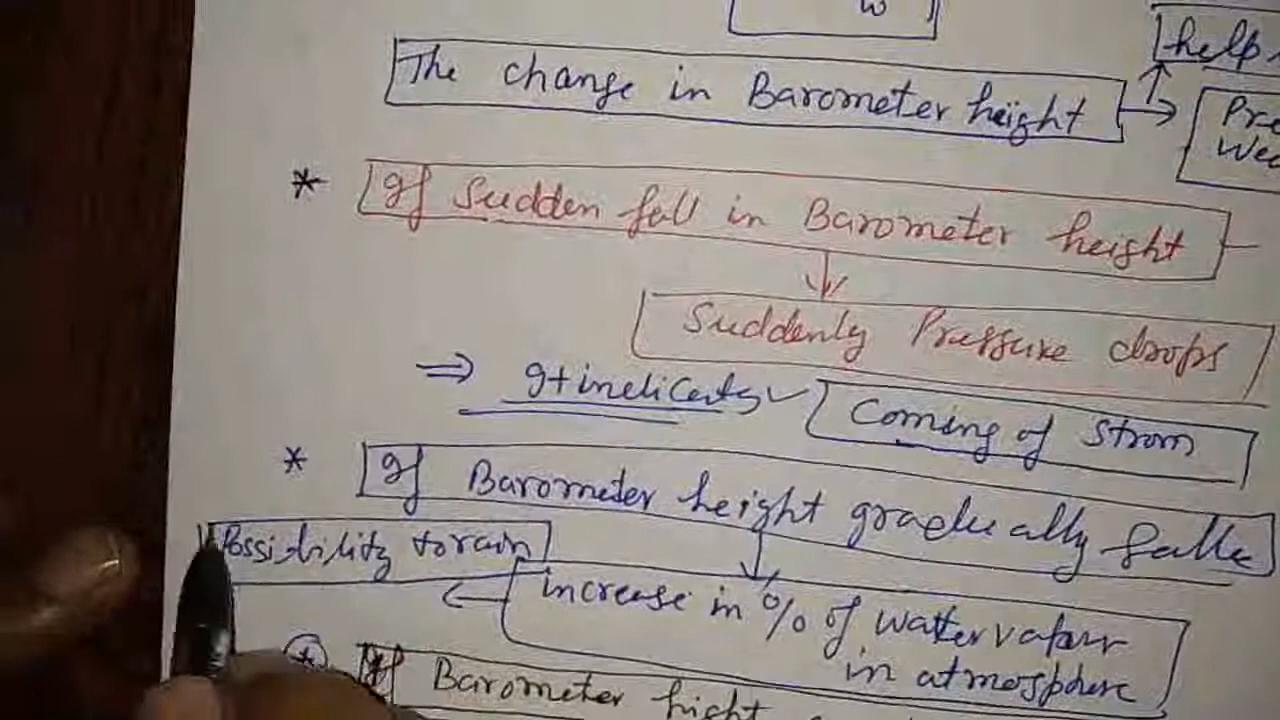 w
help
The change in Barometer height
Pre
Wea
* If Sudden fall in Barometer height
Suddenly Pressure drops
⇒ It indicates
Coming of Strom
* If Barometer height gradually falls
Possibility to rain
increase in % of water vapour
in atmosphere
* If Barometer hight